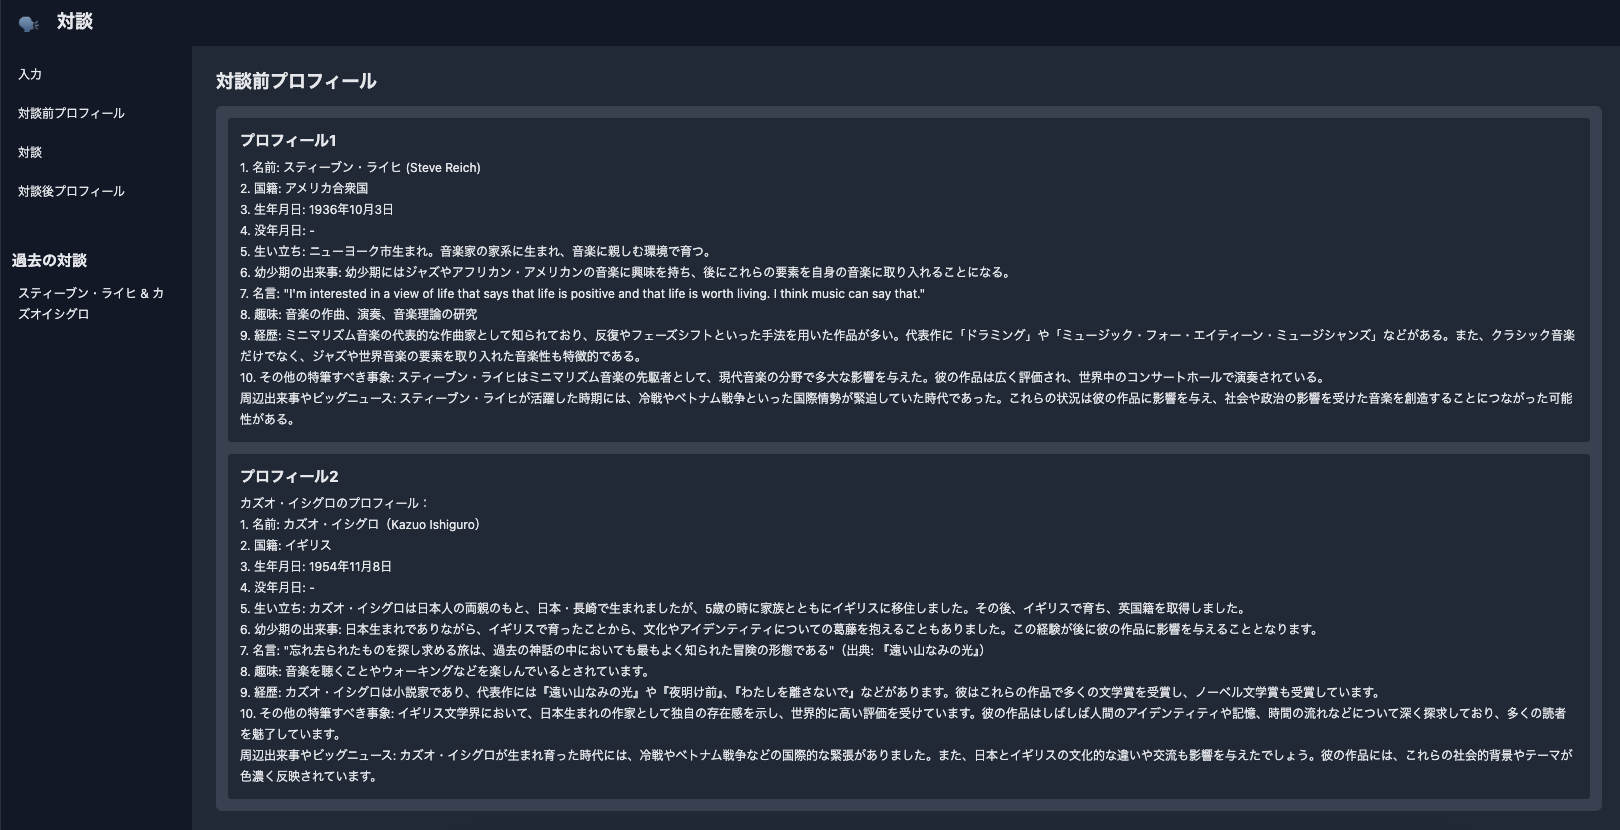 対談
入力
対談前プロフィール
対談
対談後プロフィール
過去の対談
スティーブン・ライヒ & カ
ズオイシグロ
対談前プロフィール
プロフィール1
1. 名前: スティーブン・ライヒ (Steve Reich)
2. 国籍: アメリカ合衆国
3. 生年月日: 1936年10月3日
4. 没年月日: -
5. 生い立ち: ニューヨーク市生まれ。音楽家の家系に生まれ、音楽に親しむ環境で育つ。
6. 幼少期の出来事: 幼少期にはジャズやアフリカン・アメリカンの音楽に興味を持ち、後にこれらの要素を自身の音楽に取り入れることになる。
7. 名言: "I'm interested in a view of life that says that life is positive and that life is worth living. I think music can say that."
8. 趣味: 音楽の作曲、演奏、音楽理論の研究
9. 経歴: ミニマリズム音楽の代表的な作曲家として知られており、反復やフェーズシフトといった手法を用いた作品が多い。代表作に「ドラミング」や「ミュージック・フォー・エイティーン・ミュージシャンズ」などがある。また、クラシック音楽
だけでなく、ジャズや世界音楽の要素を取り入れた音楽性も特徴的である。
10. その他の特筆すべき事象: スティーブン・ライヒはミニマリズム音楽の先駆者として、現代音楽の分野で多大な影響を与えた。彼の作品は広く評価され、世界中のコンサートホールで演奏されている。
周辺出来事やビッグニュース: スティーブン・ライヒが活躍した時期には、冷戦やベトナム戦争といった国際情勢が緊迫していた時代であった。これらの状況は彼の作品に影響を与え、社会や政治の影響を受けた音楽を創造することにつながった可能
性がある。
プロフィール2
カズオ・イシグロのプロフィール：
1. 名前: カズオ・イシグロ（Kazuo Ishiguro）
2. 国籍: イギリス
3. 生年月日: 1954年11月8日
4. 没年月日: -
5. 生い立ち: カズオ・イシグロは日本人の両親のもと、日本・長崎で生まれましたが、5歳の時に家族とともにイギリスに移住しました。その後、イギリスで育ち、英国籍を取得しました。
6. 幼少期の出来事: 日本生まれでありながら、イギリスで育ったことから、文化やアイデンティティについての葛藤を抱えることもありました。この経験が後に彼の作品に影響を与えることとなります。
7. 名言: "忘れ去られたものを探し求める旅は、過去の神話の中においても最もよく知られた冒険の形態である"（出典: 『遠い山なみの光』）
8. 趣味: 音楽を聴くことやウォーキングなどを楽しんでいるとされています。
9. 経歴: カズオ・イシグロは小説家であり、代表作には『遠い山なみの光』や『夜明け前』、『わたしを離さないで』などがあります。彼はこれらの作品で多くの文学賞を受賞し、ノーベル文学賞も受賞しています。
10. その他の特筆すべき事象: イギリス文学界において、日本生まれの作家として独自の存在感を示し、世界的に高い評価を受けています。彼の作品はしばしば人間のアイデンティティや記憶、時間の流れなどについて深く探求しており、多くの読者
を魅了しています。
周辺出来事やビッグニュース: カズオ・イシグロが生まれ育った時代には、冷戦やベトナム戦争などの国際的な緊張がありました。また、日本とイギリスの文化的な違いや交流も影響を与えたでしょう。彼の作品には、これらの社会的背景やテーマが
色濃く反映されています。